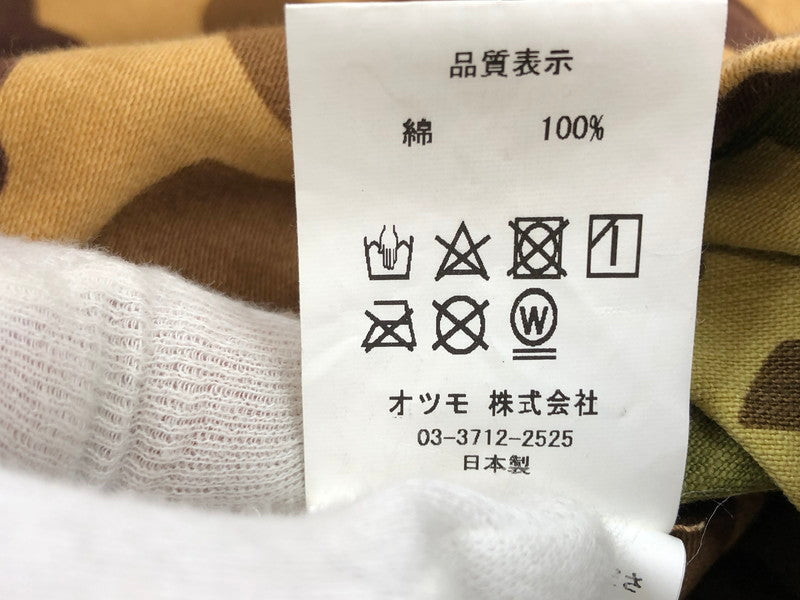 品質表示
綿 100%
W
オツモ 株式会社
03-3712-2525
日本製
さ